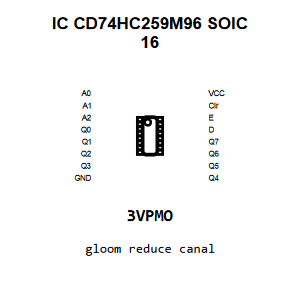 IC CD74HC259M96 SOIC
16
A0 VCC
A1 Clr
A2 E
Q0 D
Q1 Q7
Q2 Q6
Q3 Q5
GND Q4
3VPMO
gloom reduce canal